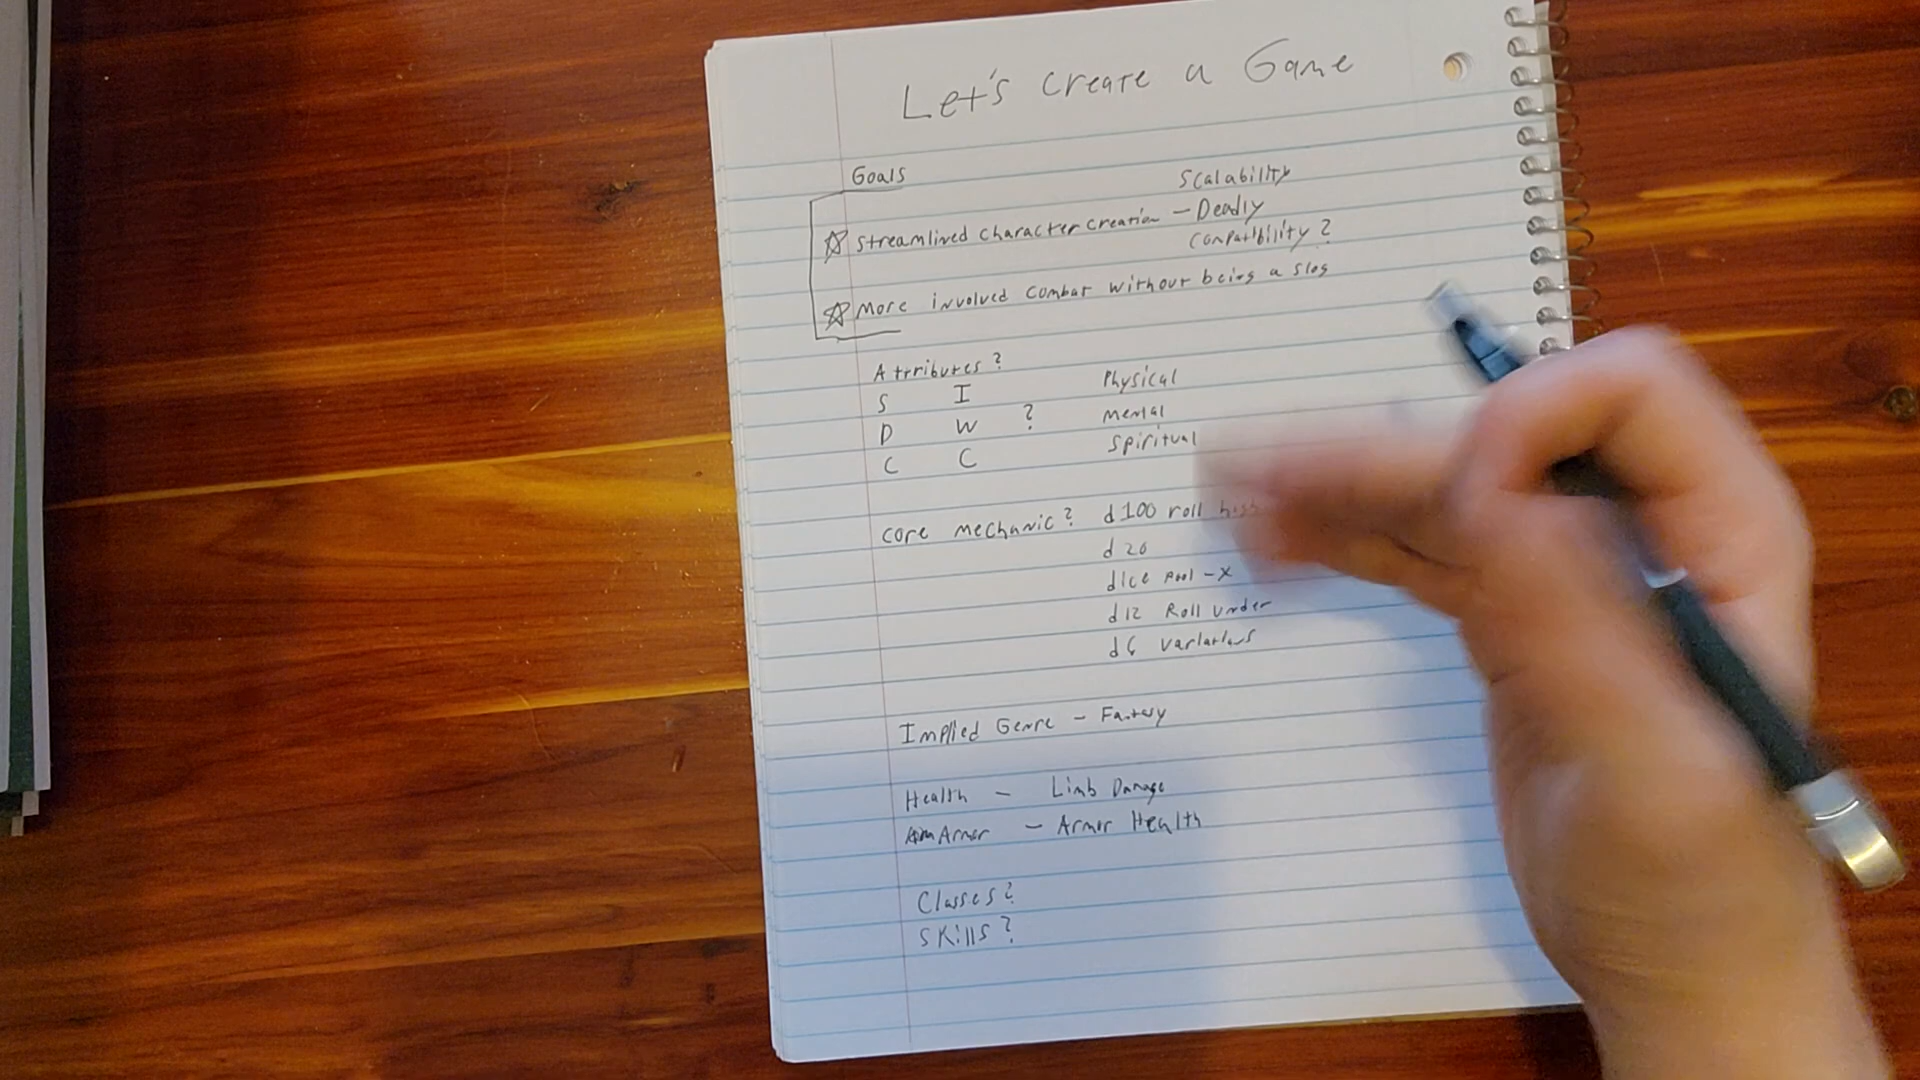 Let's Create a Game
Goals
Scalability
☆ Streamlined Character Creation - Deadly
Compatibility?
☆ More involved Combat without being a slog
Attributes?
S I Physical
D W ? Mental
C C Spiritual
Core Mechanic? d100 roll high
d20
dice pool - X
d12 Roll under
d6 variations
Implied Genre - Fantasy
Health - Limb Damage
Armor - Armor Health
Classes?
Skills?